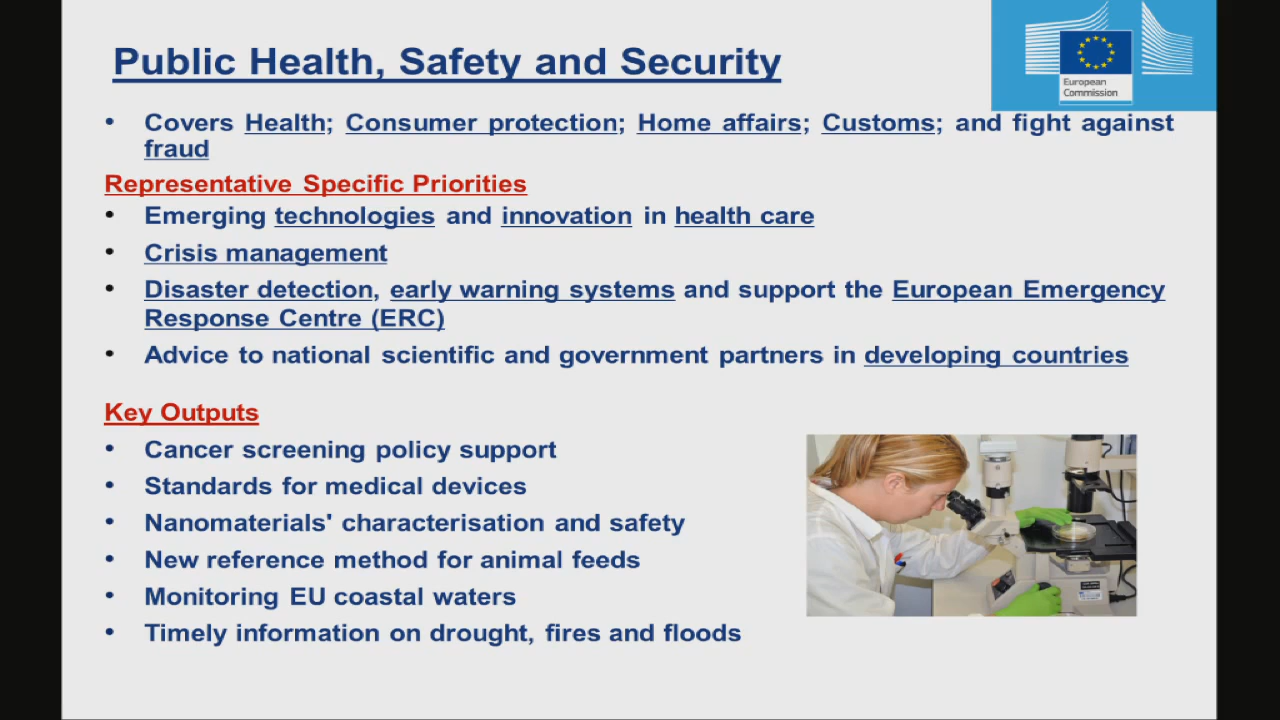 Public Health, Safety and Security
European
Commission
• Covers Health; Consumer protection; Home affairs; Customs; and fight against
fraud
Representative Specific Priorities
• Emerging technologies and innovation in health care
• Crisis management
• Disaster detection, early warning systems and support the European Emergency
Response Centre (ERC)
• Advice to national scientific and government partners in developing countries
Key Outputs
• Cancer screening policy support
• Standards for medical devices
• Nanomaterials' characterisation and safety
• New reference method for animal feeds
• Monitoring EU coastal waters
• Timely information on drought, fires and floods